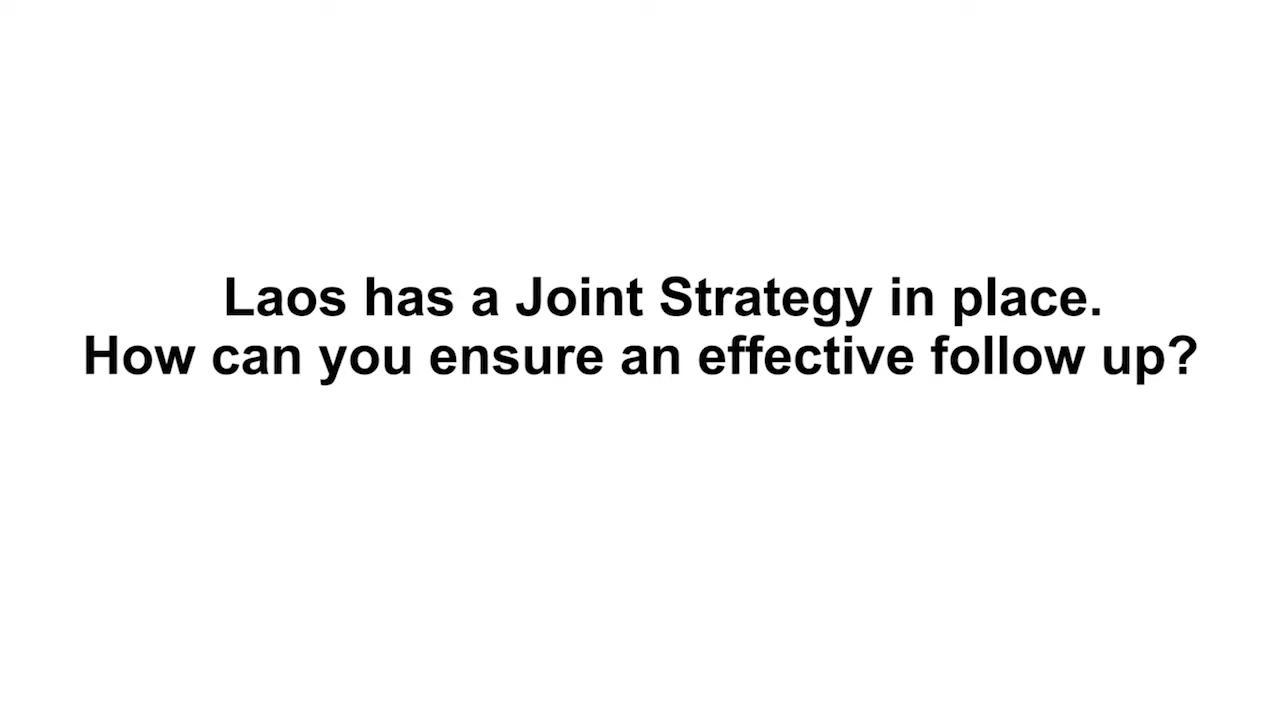 Laos has a Joint Strategy in place.
How can you ensure an effective follow up?